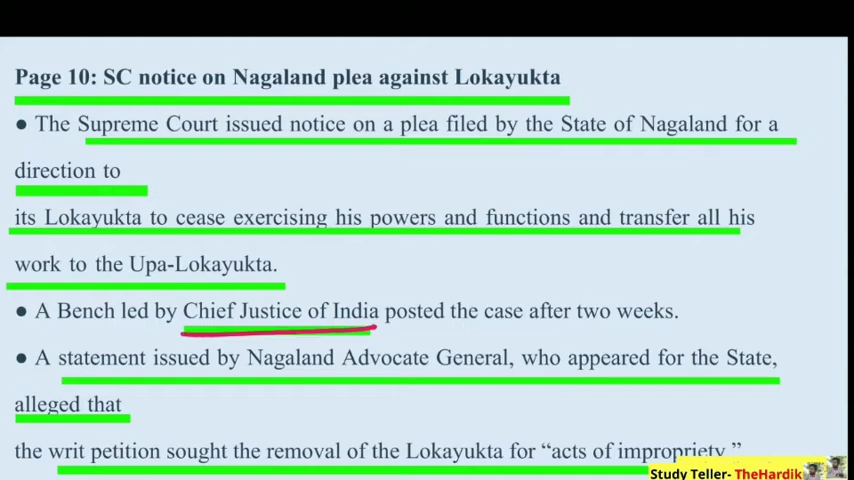 Page 10: SC notice on Nagaland plea against Lokayukta
● The Supreme Court issued notice on a plea filed by the State of Nagaland for a
direction to
its Lokayukta to cease exercising his powers and functions and transfer all his
work to the Upa-Lokayukta.
● A Bench led by Chief Justice of India posted the case after two weeks.
● A statement issued by Nagaland Advocate General, who appeared for the State,
alleged that
the writ petition sought the removal of the Lokayukta for “acts of impropriety.”
Study Teller- TheHardik